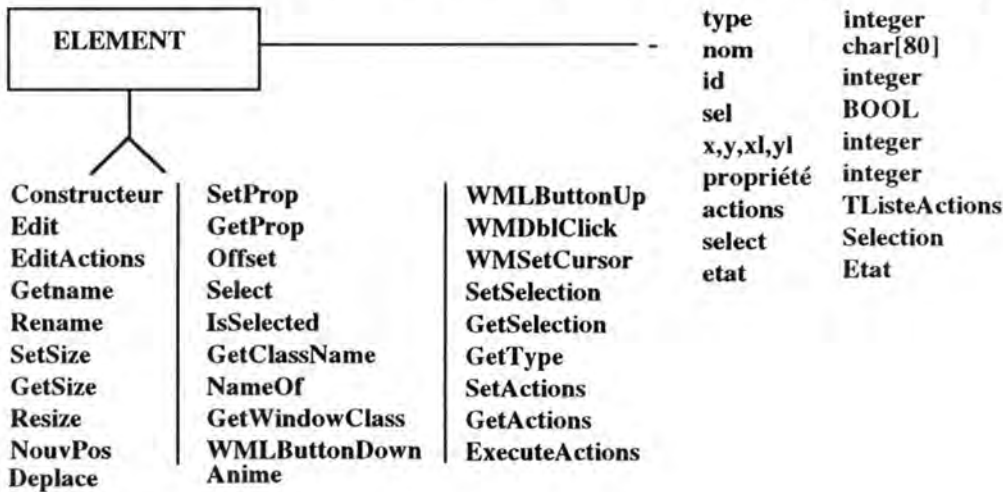 ELEMENT
type integer
nom char[80]
id integer
sel BOOL
x,y,xl,yl integer
propriété integer
actions TListeActions
select Selection
etat Etat
Constructeur SetProp WMLButtonUp
Edit GetProp WMDblClick
EditActions Offset WMSetCursor
Getname Select SetSelection
Rename IsSelected GetSelection
SetSize GetClassName GetType
GetSize NameOf SetActions
Resize GetWindowClass GetActions
NouvPos WMLButtonDown ExecuteActions
Deplace Anime